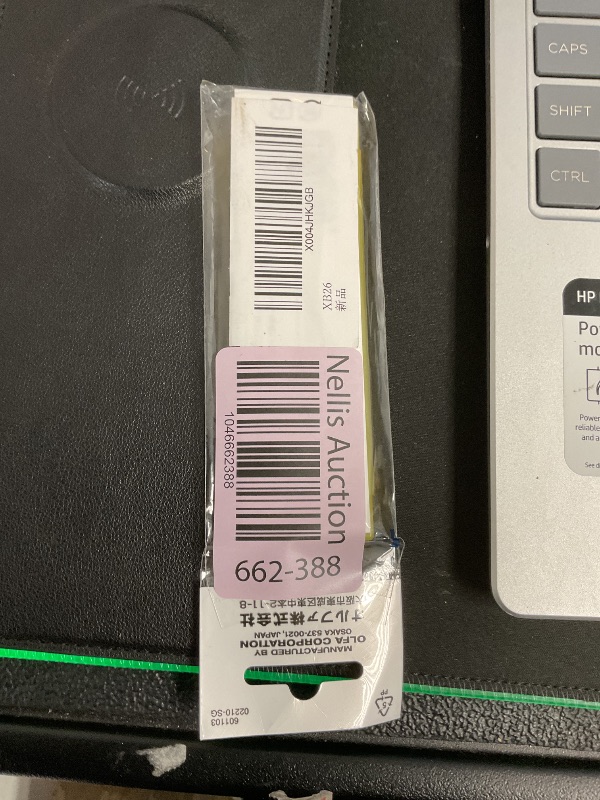 X004JHKJGB
XB26
新品
Nellis Auction
1046662388
662-388
MANUFACTURED BY
OLFA CORPORATION
OSAKA 537-0021, JAPAN
オルファ株式会社
大阪市東成区東中本2-11-8
601103
02210-SG
5
PP
CAPS
SHIFT
CTRL
HP